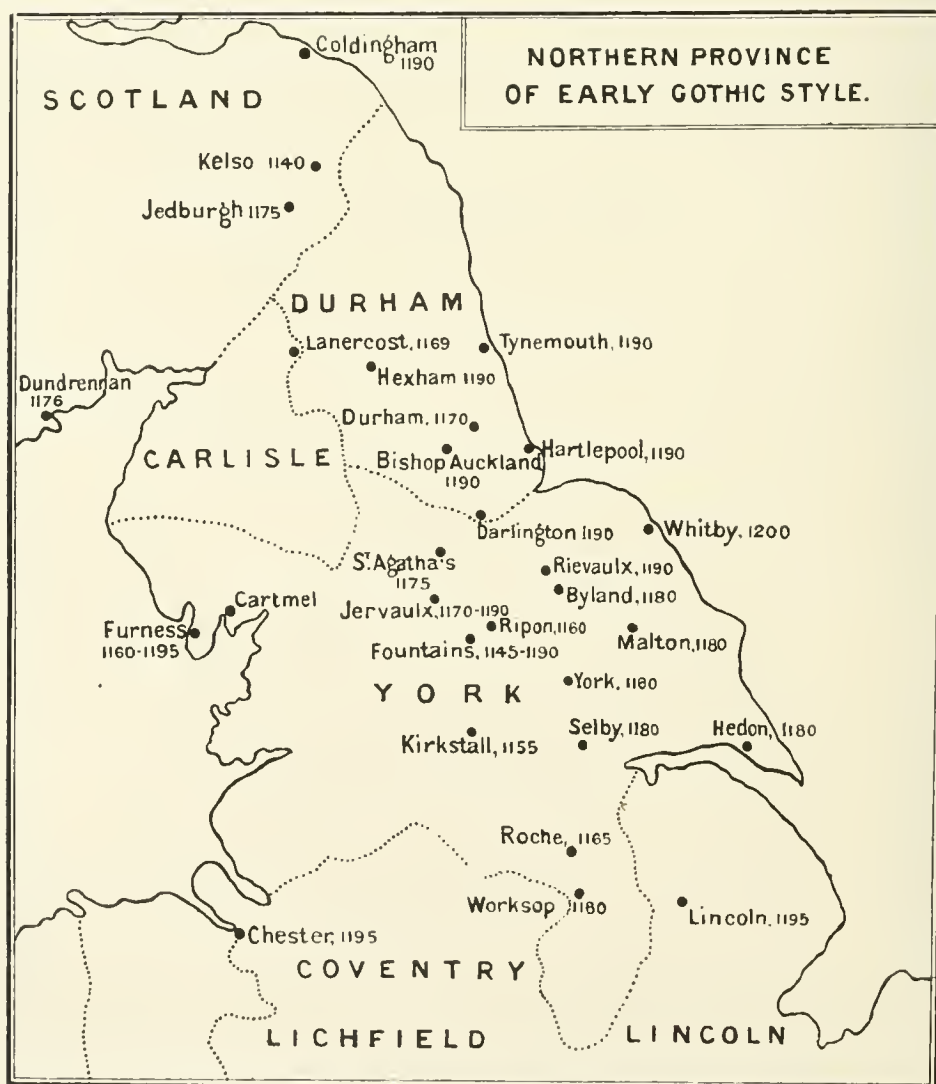 NORTHERN PROVINCE
OF EARLY GOTHIC STYLE.
Coldingham
1190
SCOTLAND
Kelso 1140
Jedburgh 1175
DURHAM
Lanercost, 1169
Tynemouth, 1190
Hexham 1190
Dundrennan
1176
Durham, 1170
CARLISLE
Bishop Auckland
1190
Hartlepool, 1190
Darlington 1190
Whitby, 1200
St. Agatha's
1175
Rievaulx, 1190
Byland, 1180
Cartmel
Jervaulx, 1170-1190
Furness
1160-1195
Ripon, 1160
Malton, 1180
Fountains, 1145-1190
York, 1180
YORK
Selby, 1180
Hedon, 1180
Kirkstall, 1155
Roche, 1165
Worksop 1180
Lincoln, 1195
Chester, 1195
COVENTRY
LICHFIELD
LINCOLN